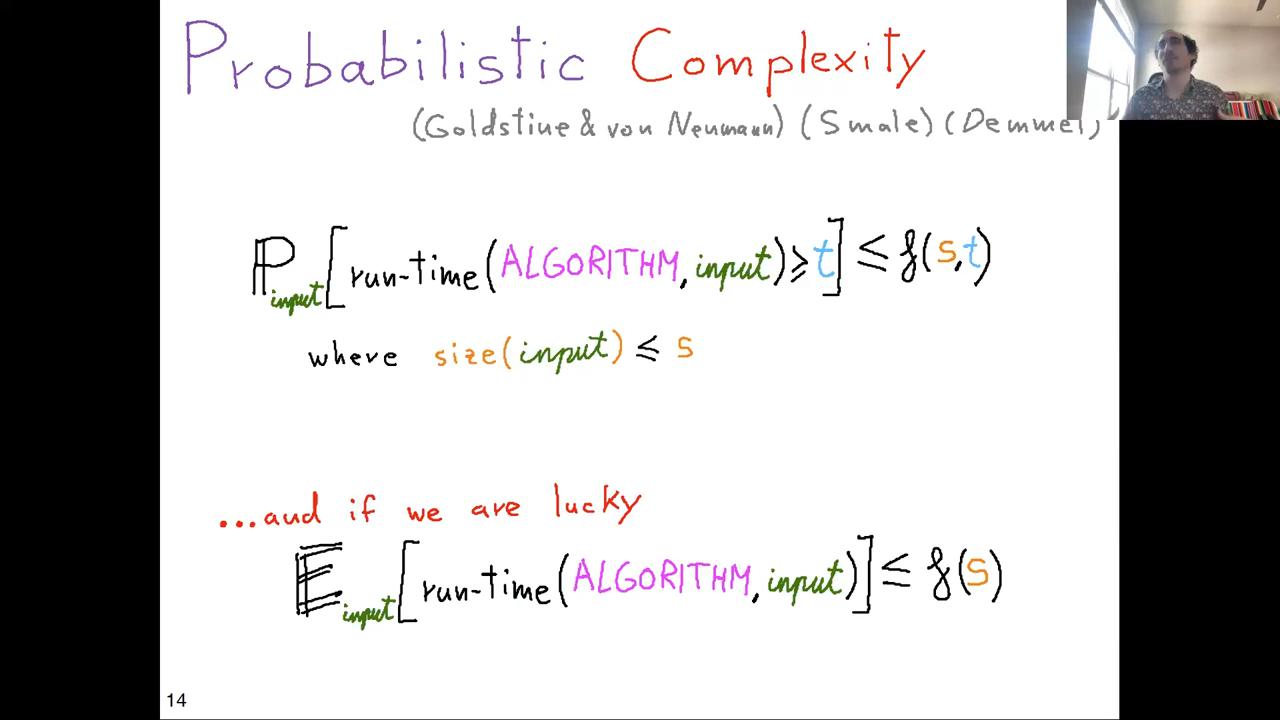 Probabilistic Complexity
(Goldstine & von Neumann) (Smale) (Demmel)
ℙ_input [run-time(ALGORITHM, input) ≥ t] ≤ f(s,t)
where size(input) ≤ s
...and if we are lucky
𝔼_input [run-time(ALGORITHM, input)] ≤ f(s)
14